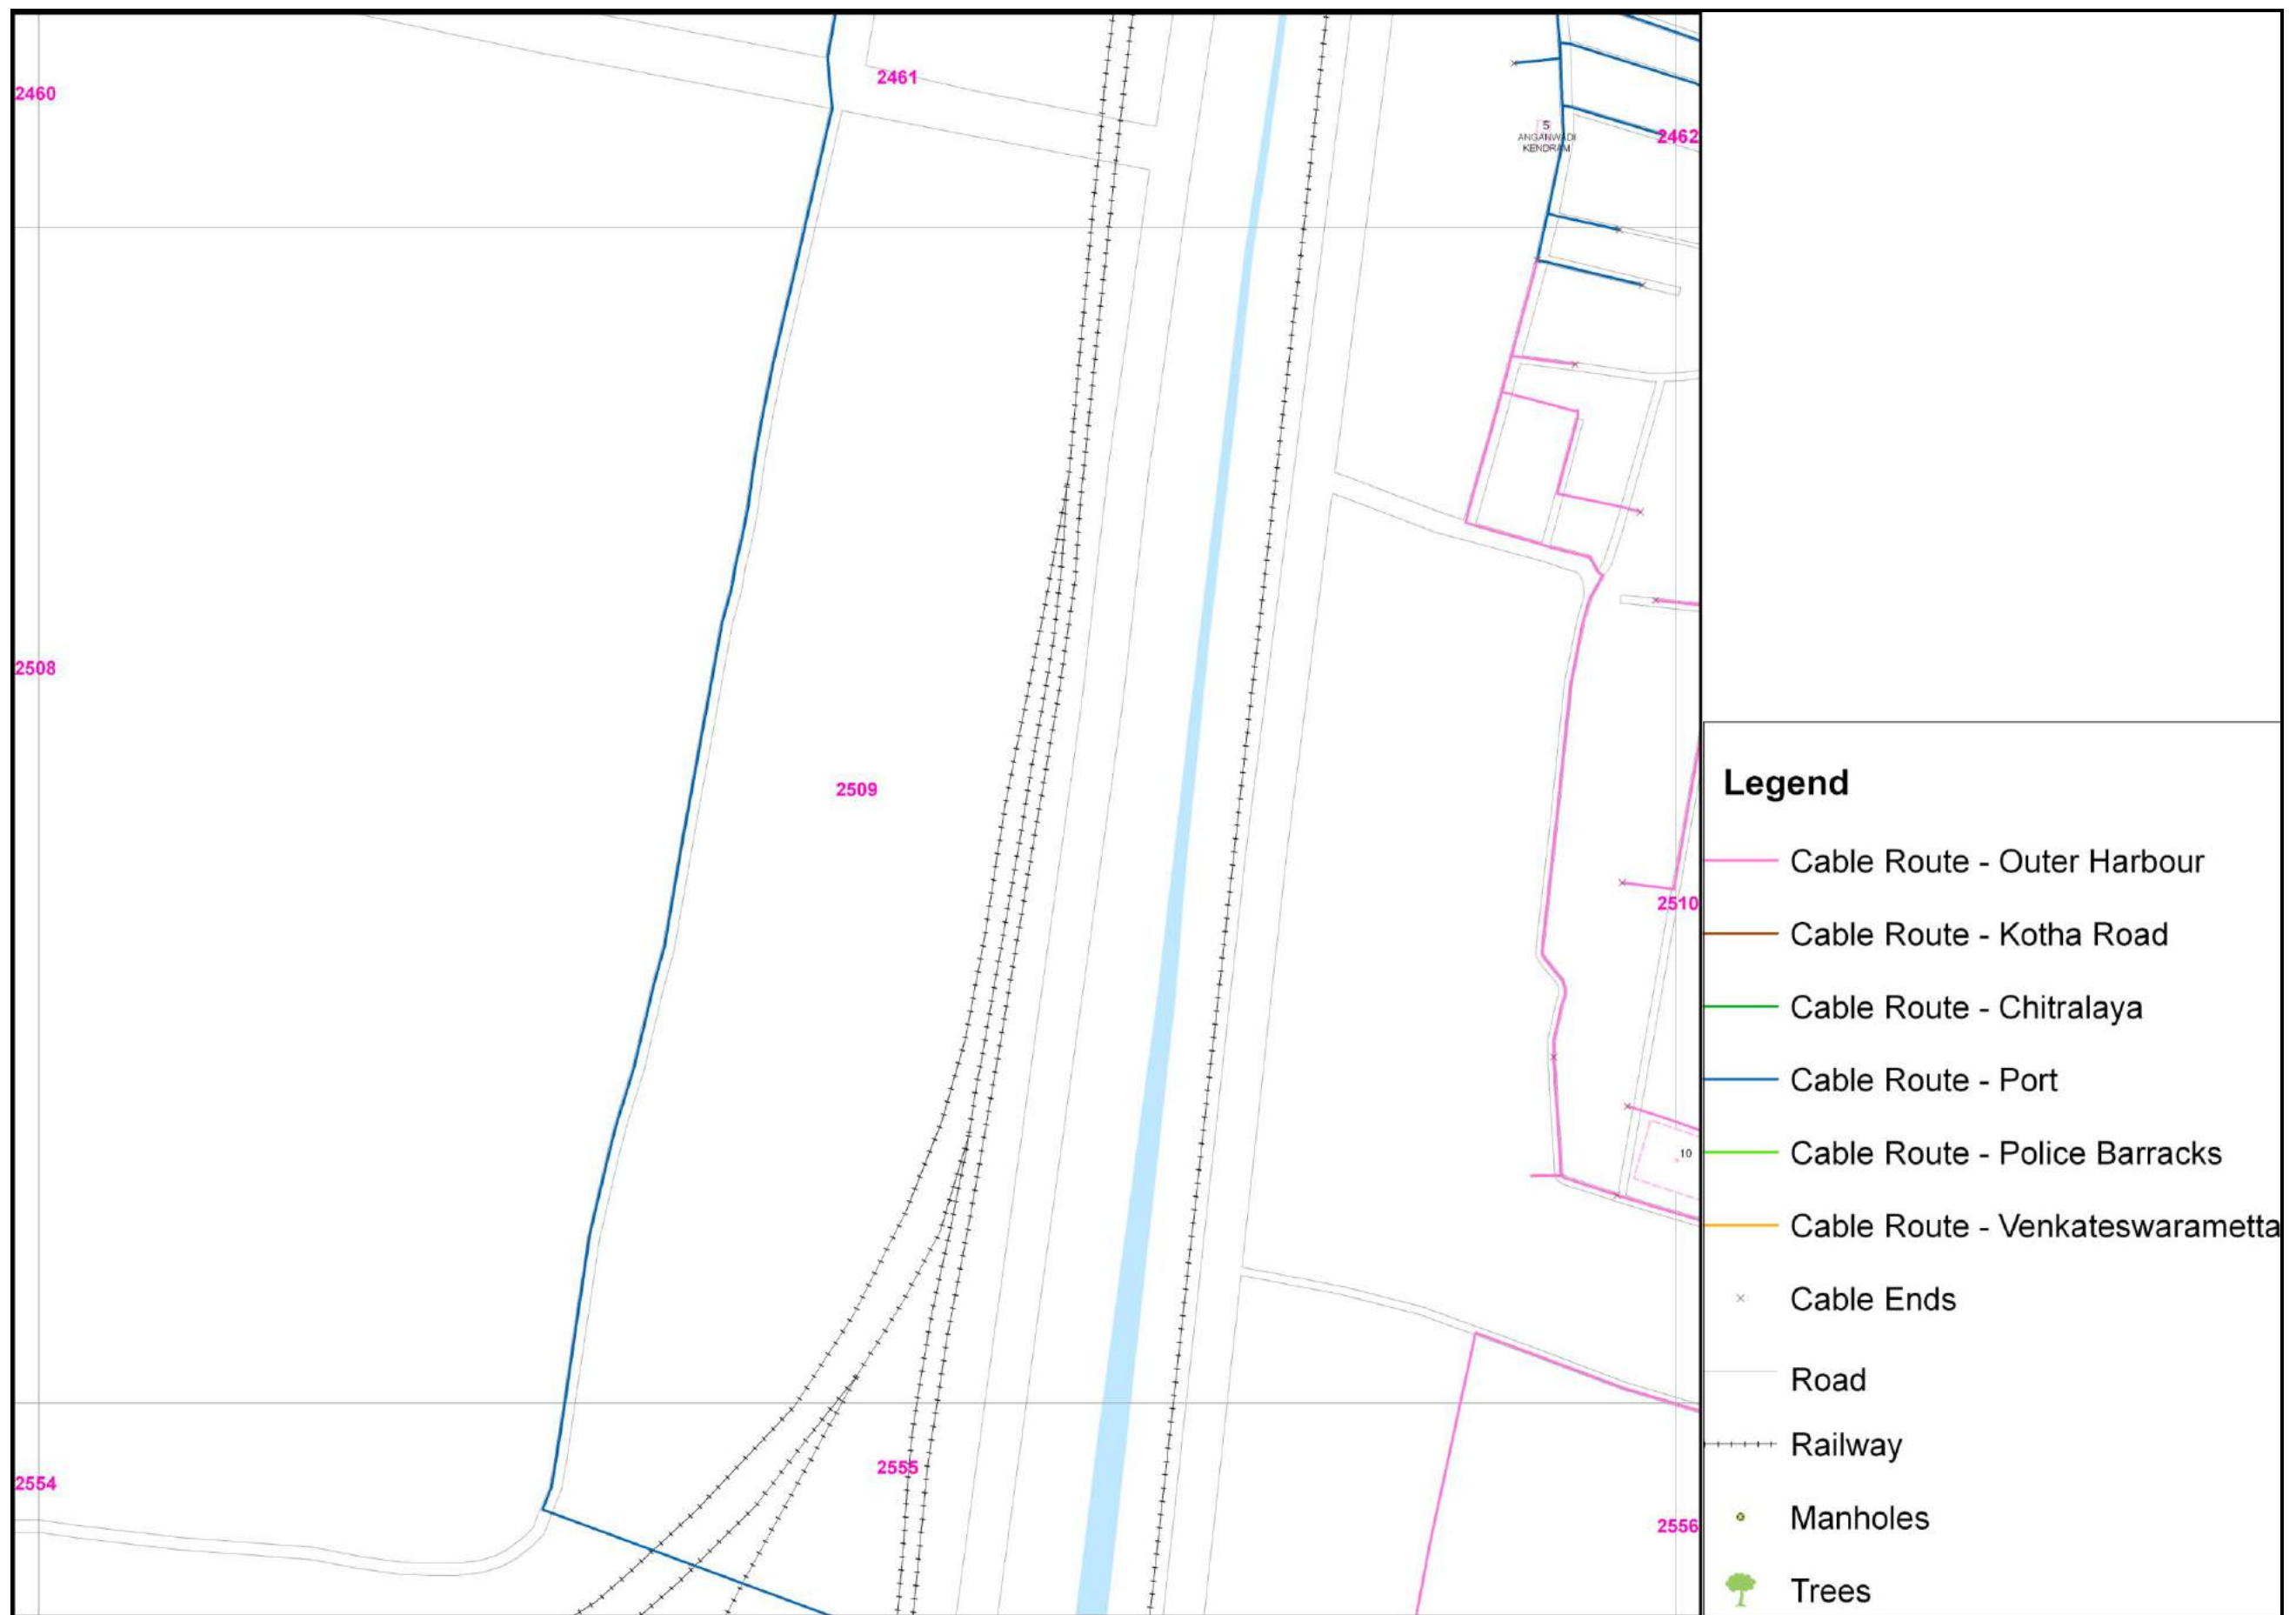 2460
2461
5
ANGANWADI
KENDRAM
2462
2508
2509
2510
10
2554
2555
2556
Legend
Cable Route - Outer Harbour
Cable Route - Kotha Road
Cable Route - Chitralaya
Cable Route - Port
Cable Route - Police Barracks
Cable Route - Venkateswarametta
Cable Ends
Road
Railway
Manholes
Trees